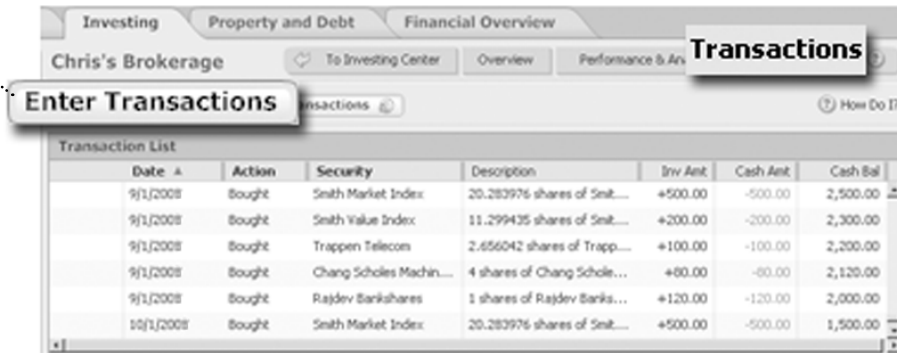 Investing Property and Debt Financial Overview
Chris's Brokerage To Investing Center Overview Performance & An Transactions
Enter Transactions nsactions How Do I?
Transaction List
Date Action Security Description Inv Amt Cash Amt Cash Bal
9/1/2008 Bought Smith Market Index 20.283976 shares of Smit.... +500.00 -500.00 2,500.00
9/1/2008 Bought Smith Value Index 11.299435 shares of Smit.... +200.00 -200.00 2,300.00
9/1/2008 Bought Trappen Telecom 2.656042 shares of Trapp.... +100.00 -100.00 2,200.00
9/1/2008 Bought Chang Scholes Machin.... 4 shares of Chang Schole... +80.00 -80.00 2,120.00
9/1/2008 Bought Rajdev Bankshares 1 shares of Rajdev Banks... +120.00 -120.00 2,000.00
10/1/2008 Bought Smith Market Index 20.283976 shares of Smit.... +500.00 -500.00 1,500.00